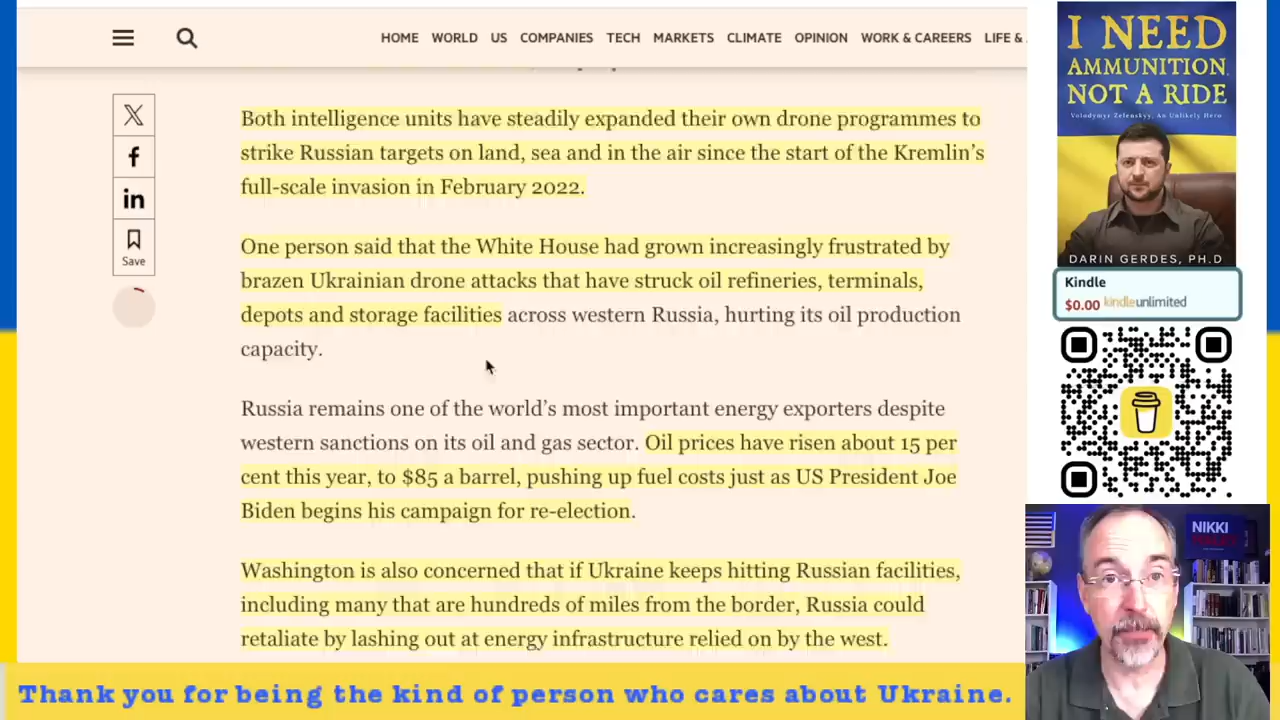 HOME WORLD US COMPANIES TECH MARKETS CLIMATE OPINION WORK & CAREERS LIFE &
Both intelligence units have steadily expanded their own drone programmes to
strike Russian targets on land, sea and in the air since the start of the Kremlin's
full-scale invasion in February 2022.
One person said that the White House had grown increasingly frustrated by
brazen Ukrainian drone attacks that have struck oil refineries, terminals,
depots and storage facilities across western Russia, hurting its oil production
capacity.
Russia remains one of the world's most important energy exporters despite
western sanctions on its oil and gas sector. Oil prices have risen about 15 per
cent this year, to $85 a barrel, pushing up fuel costs just as US President Joe
Biden begins his campaign for re-election.
Washington is also concerned that if Ukraine keeps hitting Russian facilities,
including many that are hundreds of miles from the border, Russia could
retaliate by lashing out at energy infrastructure relied on by the west.
X
f
in
Save
I NEED
AMMUNITION,
NOT A RIDE
Volodymyr Zelenskyy, An Unlikely Hero
DARIN GERDES, PH.D
Kindle
$0.00 kindleunlimited
NIKKI
Thank you for being the kind of person who cares about Ukraine.